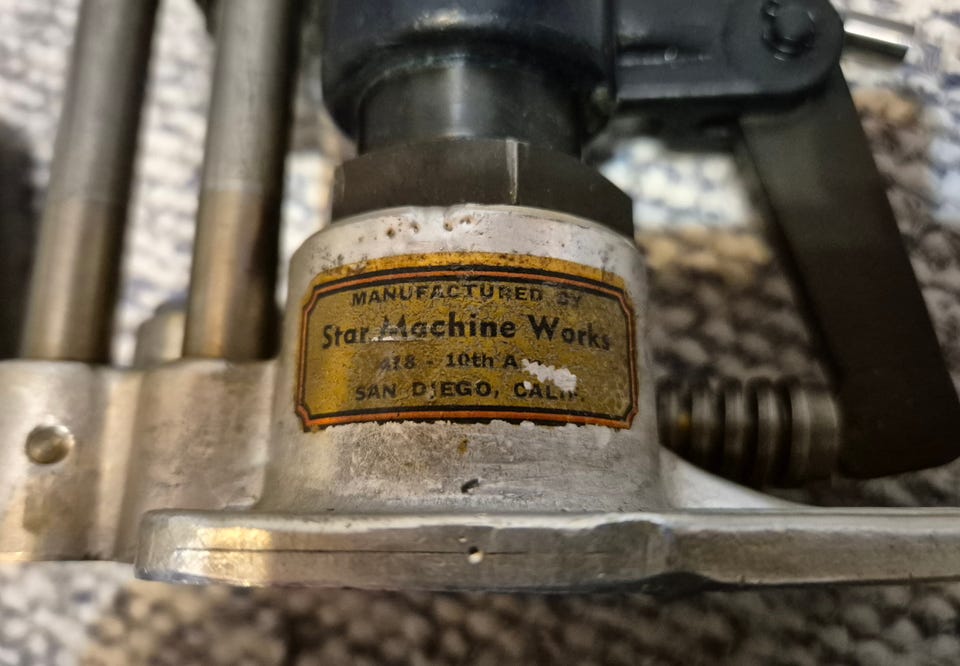 MANUFACTURED BY
Star Machine Works
418 - 10th
SAN DIEGO, CALIF.